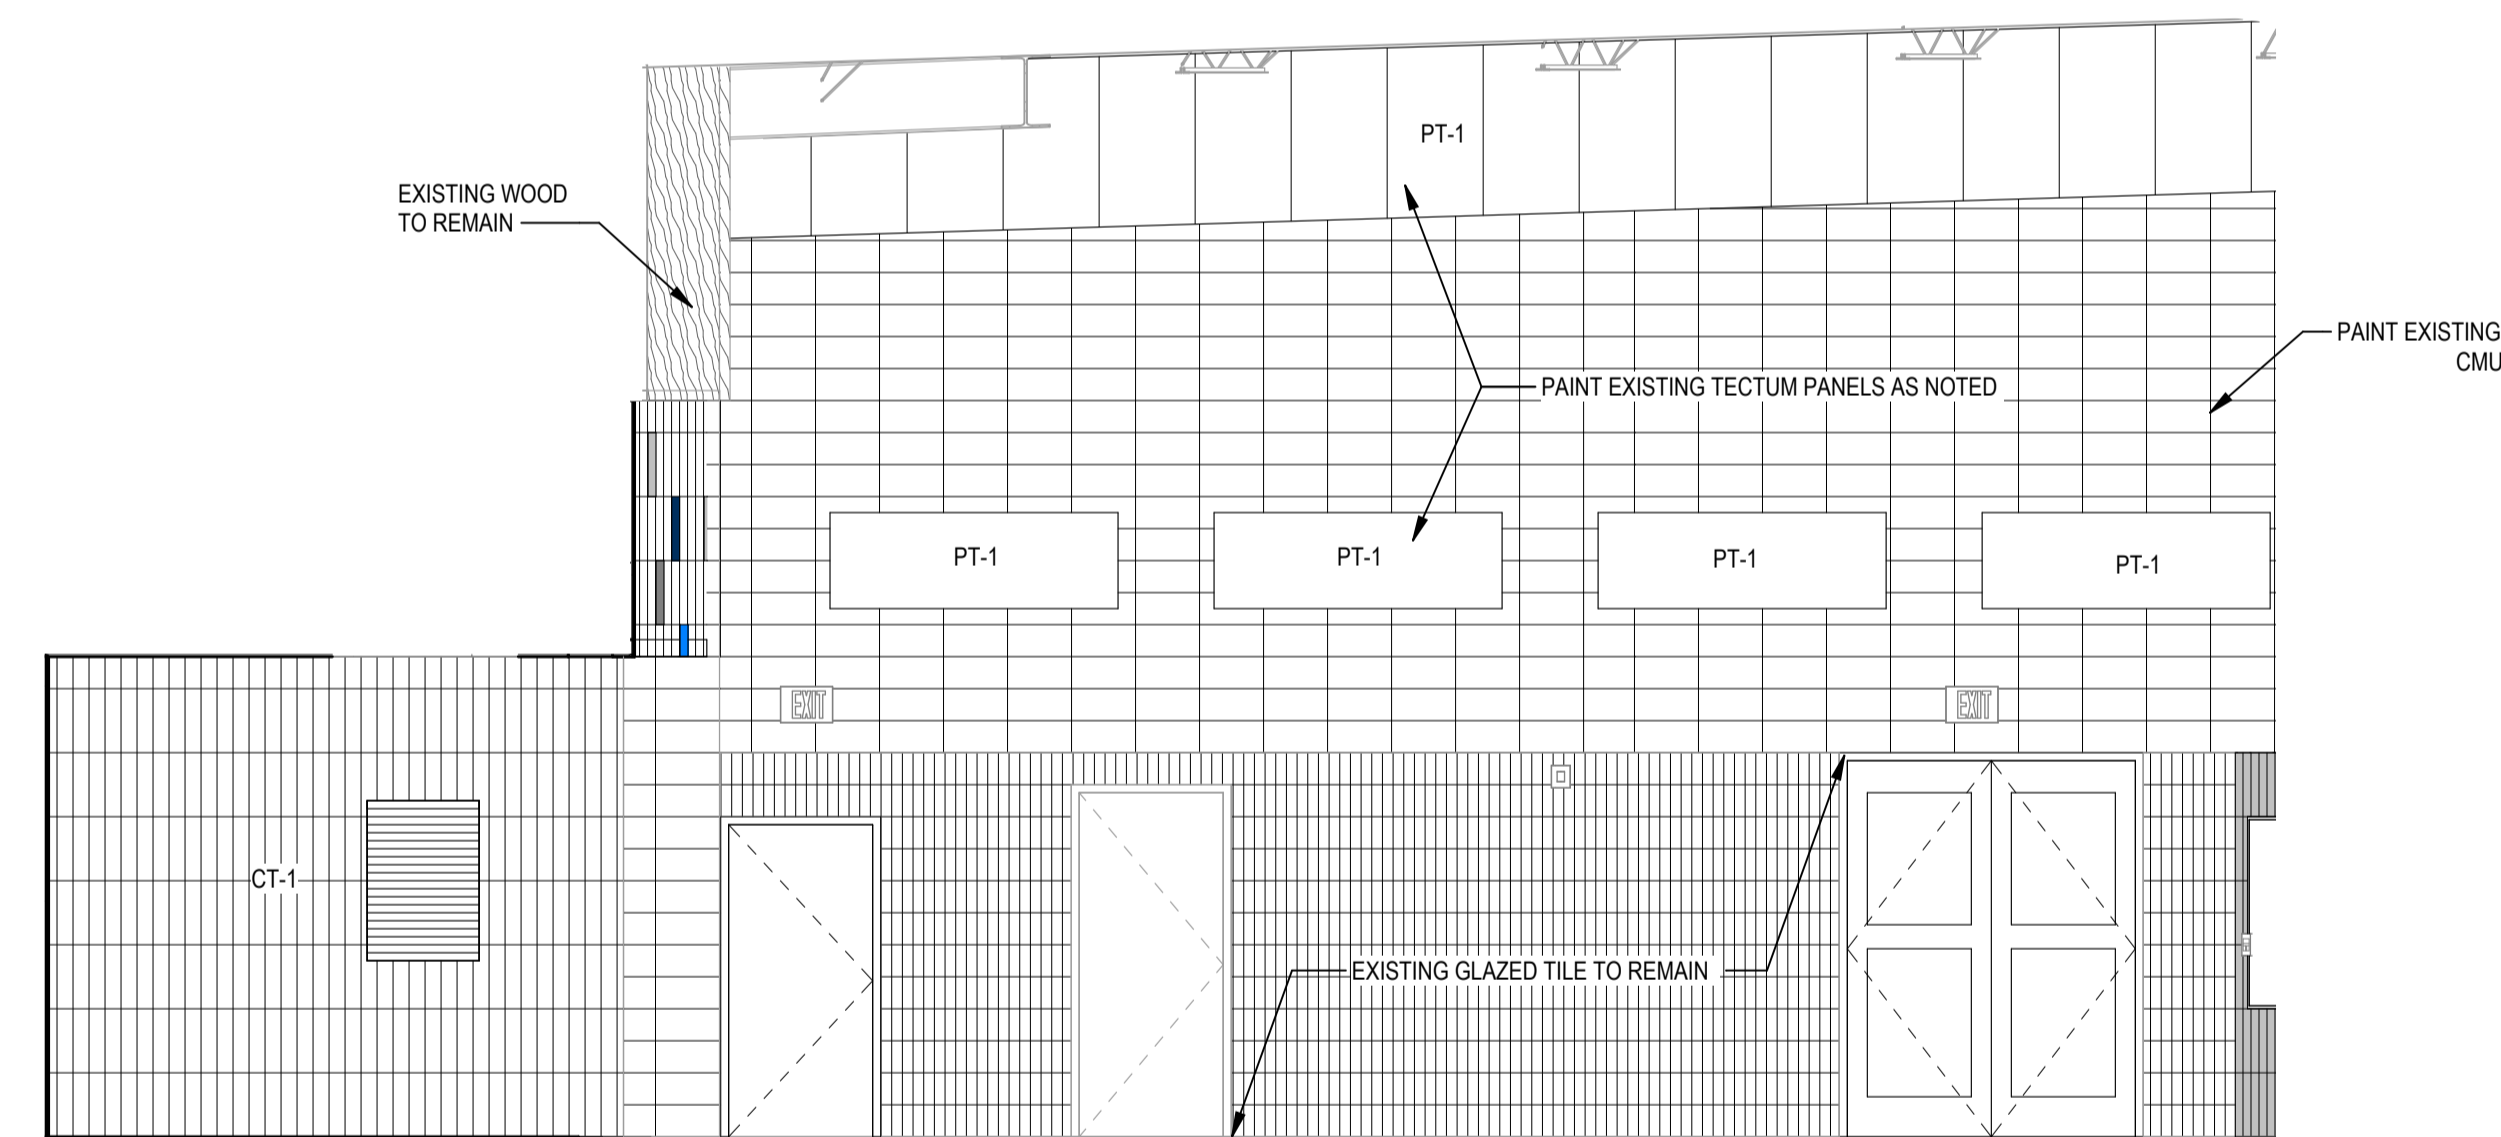 PT-1
EXISTING WOOD
TO REMAIN
PAINT EXISTING
CMU
PAINT EXISTING TECTUM PANELS AS NOTED
PT-1
PT-1
PT-1
PT-1
EXIT
EXIT
CT-1
EXISTING GLAZED TILE TO REMAIN